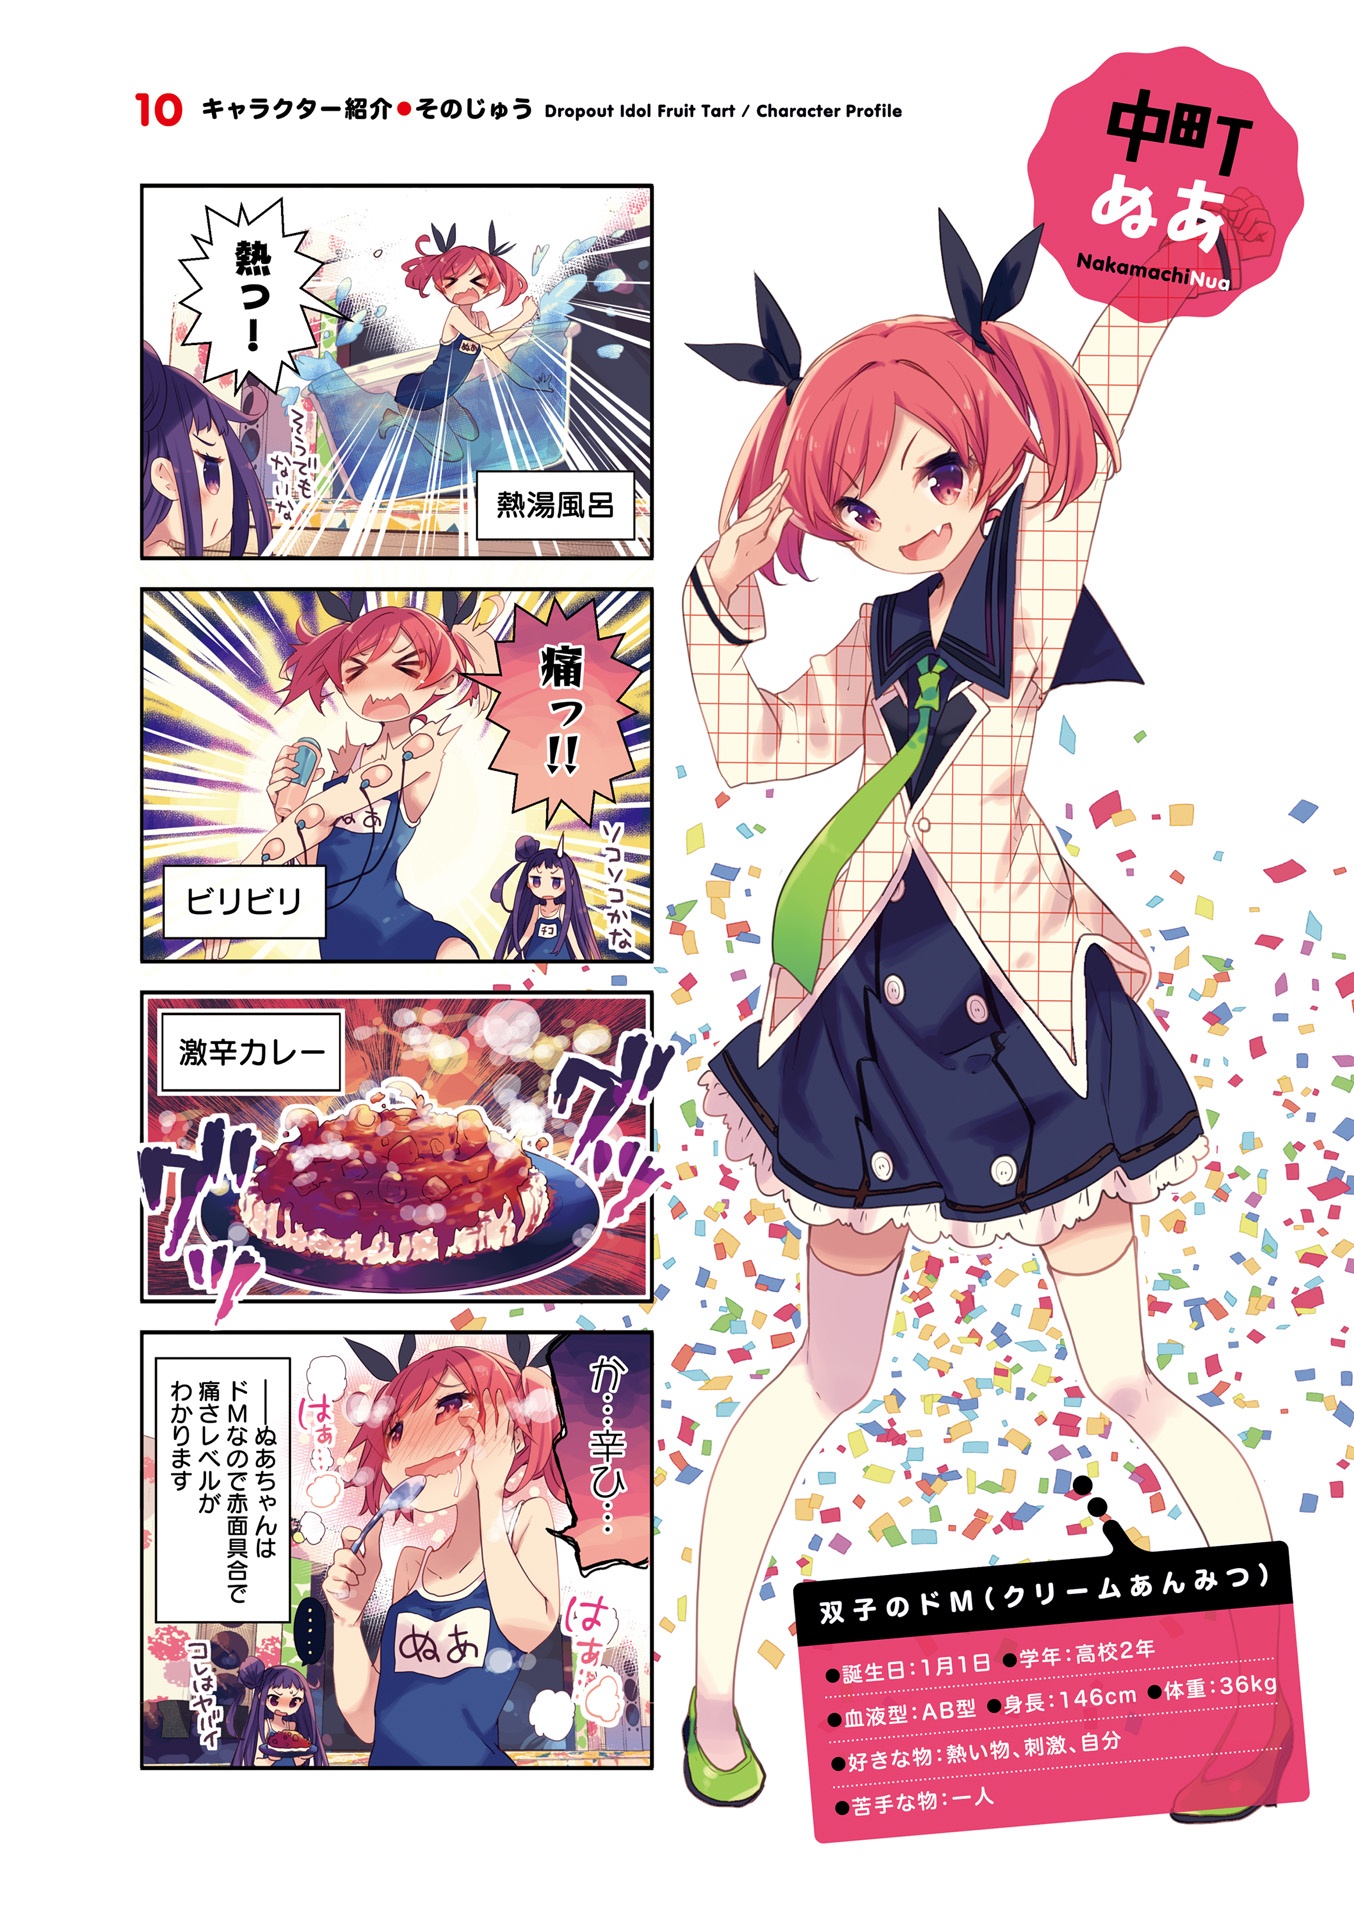 10 キャラクター紹介●そのじゅう Dropout Idol Fruit Tart / Character Profile
中町
ぬあ
NakamachiNua
熱っ！
ぬあ
そうでも
ないな
熱湯風呂
痛っ!!
ぬあ
ビリビリ
チコ
ソコソコかな
激辛カレー
グツ
グツ
か…辛ひ…
はぁ
はぁ
――ぬあちゃんは
ドMなので赤面具合で
痛さレベルが
わかります
ぬあ
……
コレはヤバイ
双子のドM(クリームあんみつ)
●誕生日：1月1日 ●学年：高校2年
●血液型：AB型 ●身長：146cm ●体重：36kg
●好きな物：熱い物、刺激、自分
●苦手な物：一人